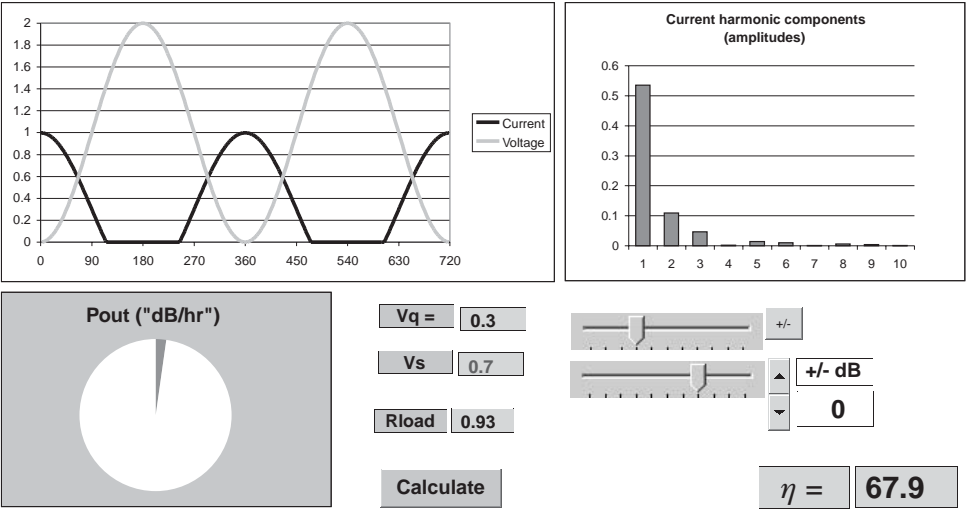 2
1.8
1.6
1.4
1.2
1
0.8
0.6
0.4
0.2
0
0 90 180 270 360 450 540 630 720
Current
Voltage
Current harmonic components
(amplitudes)
0.6
0.5
0.4
0.3
0.2
0.1
0
1 2 3 4 5 6 7 8 9 10
Pout ("dB/hr")
Vq = 0.3
Vs 0.7
Rload 0.93
Calculate
+/-
+/- dB
0
η = 67.9